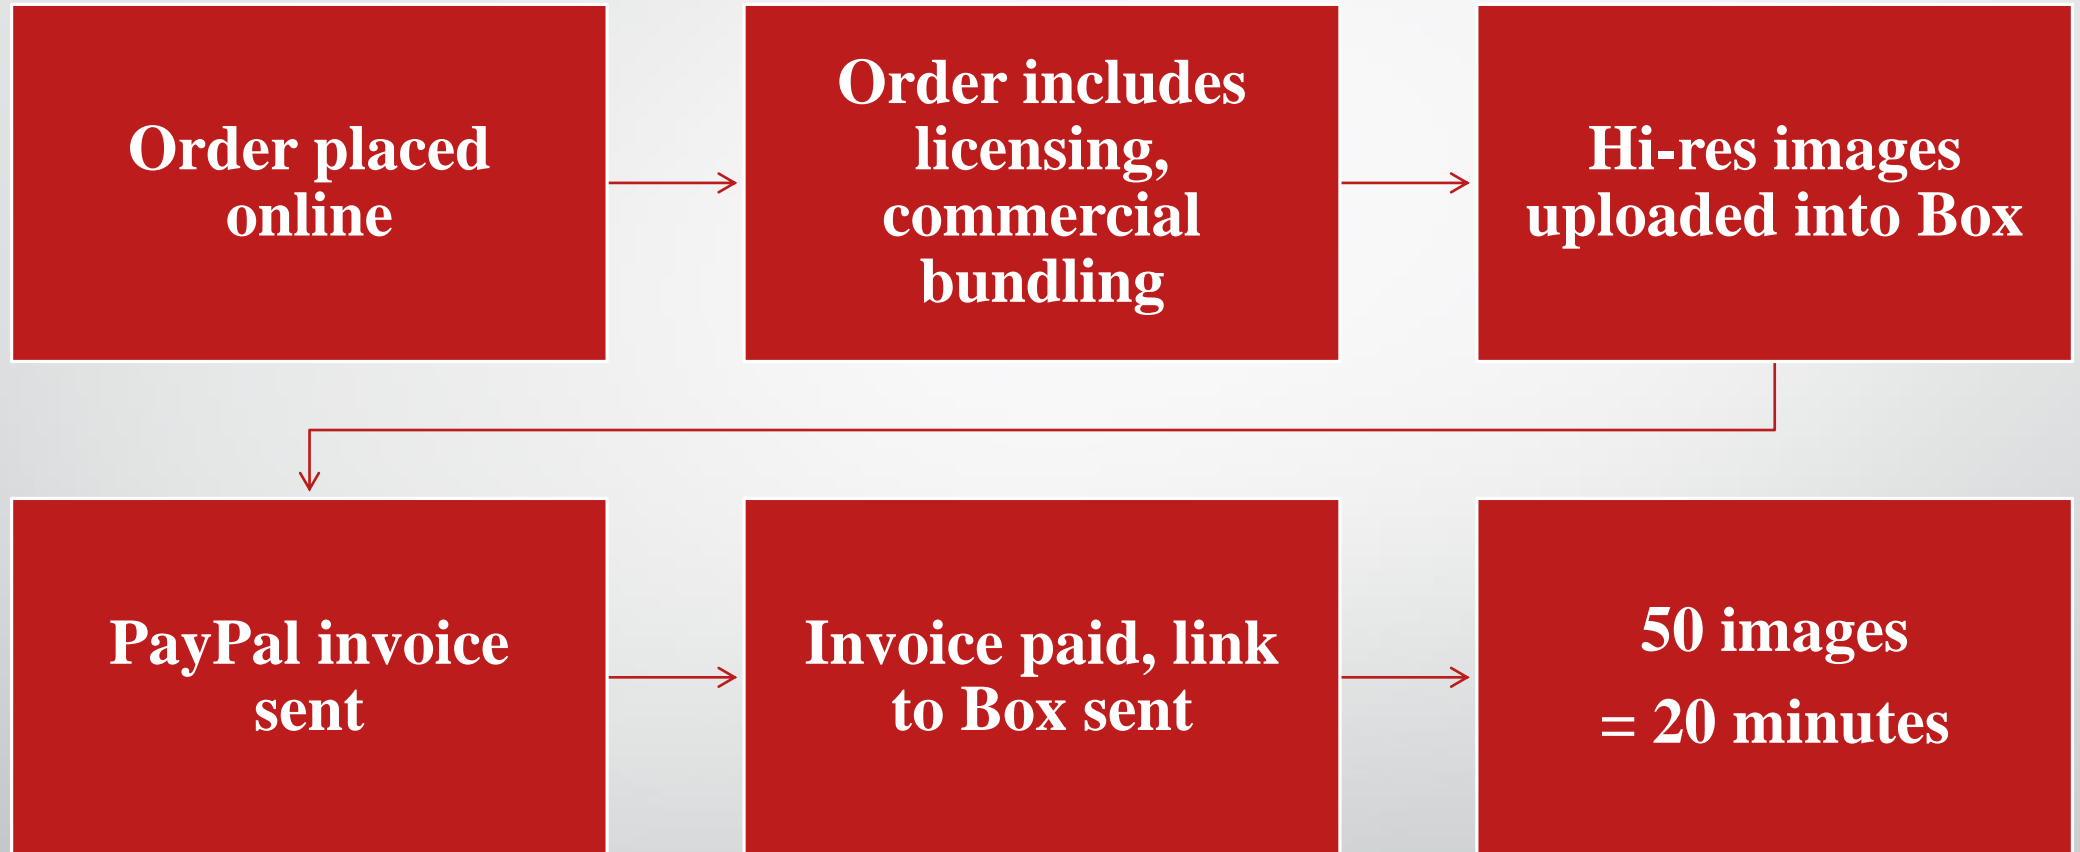 Order placed
online
Order includes
licensing,
commercial
bundling
Hi-res images
uploaded into Box
PayPal invoice
sent
Invoice paid, link
to Box sent
50 images
= 20 minutes